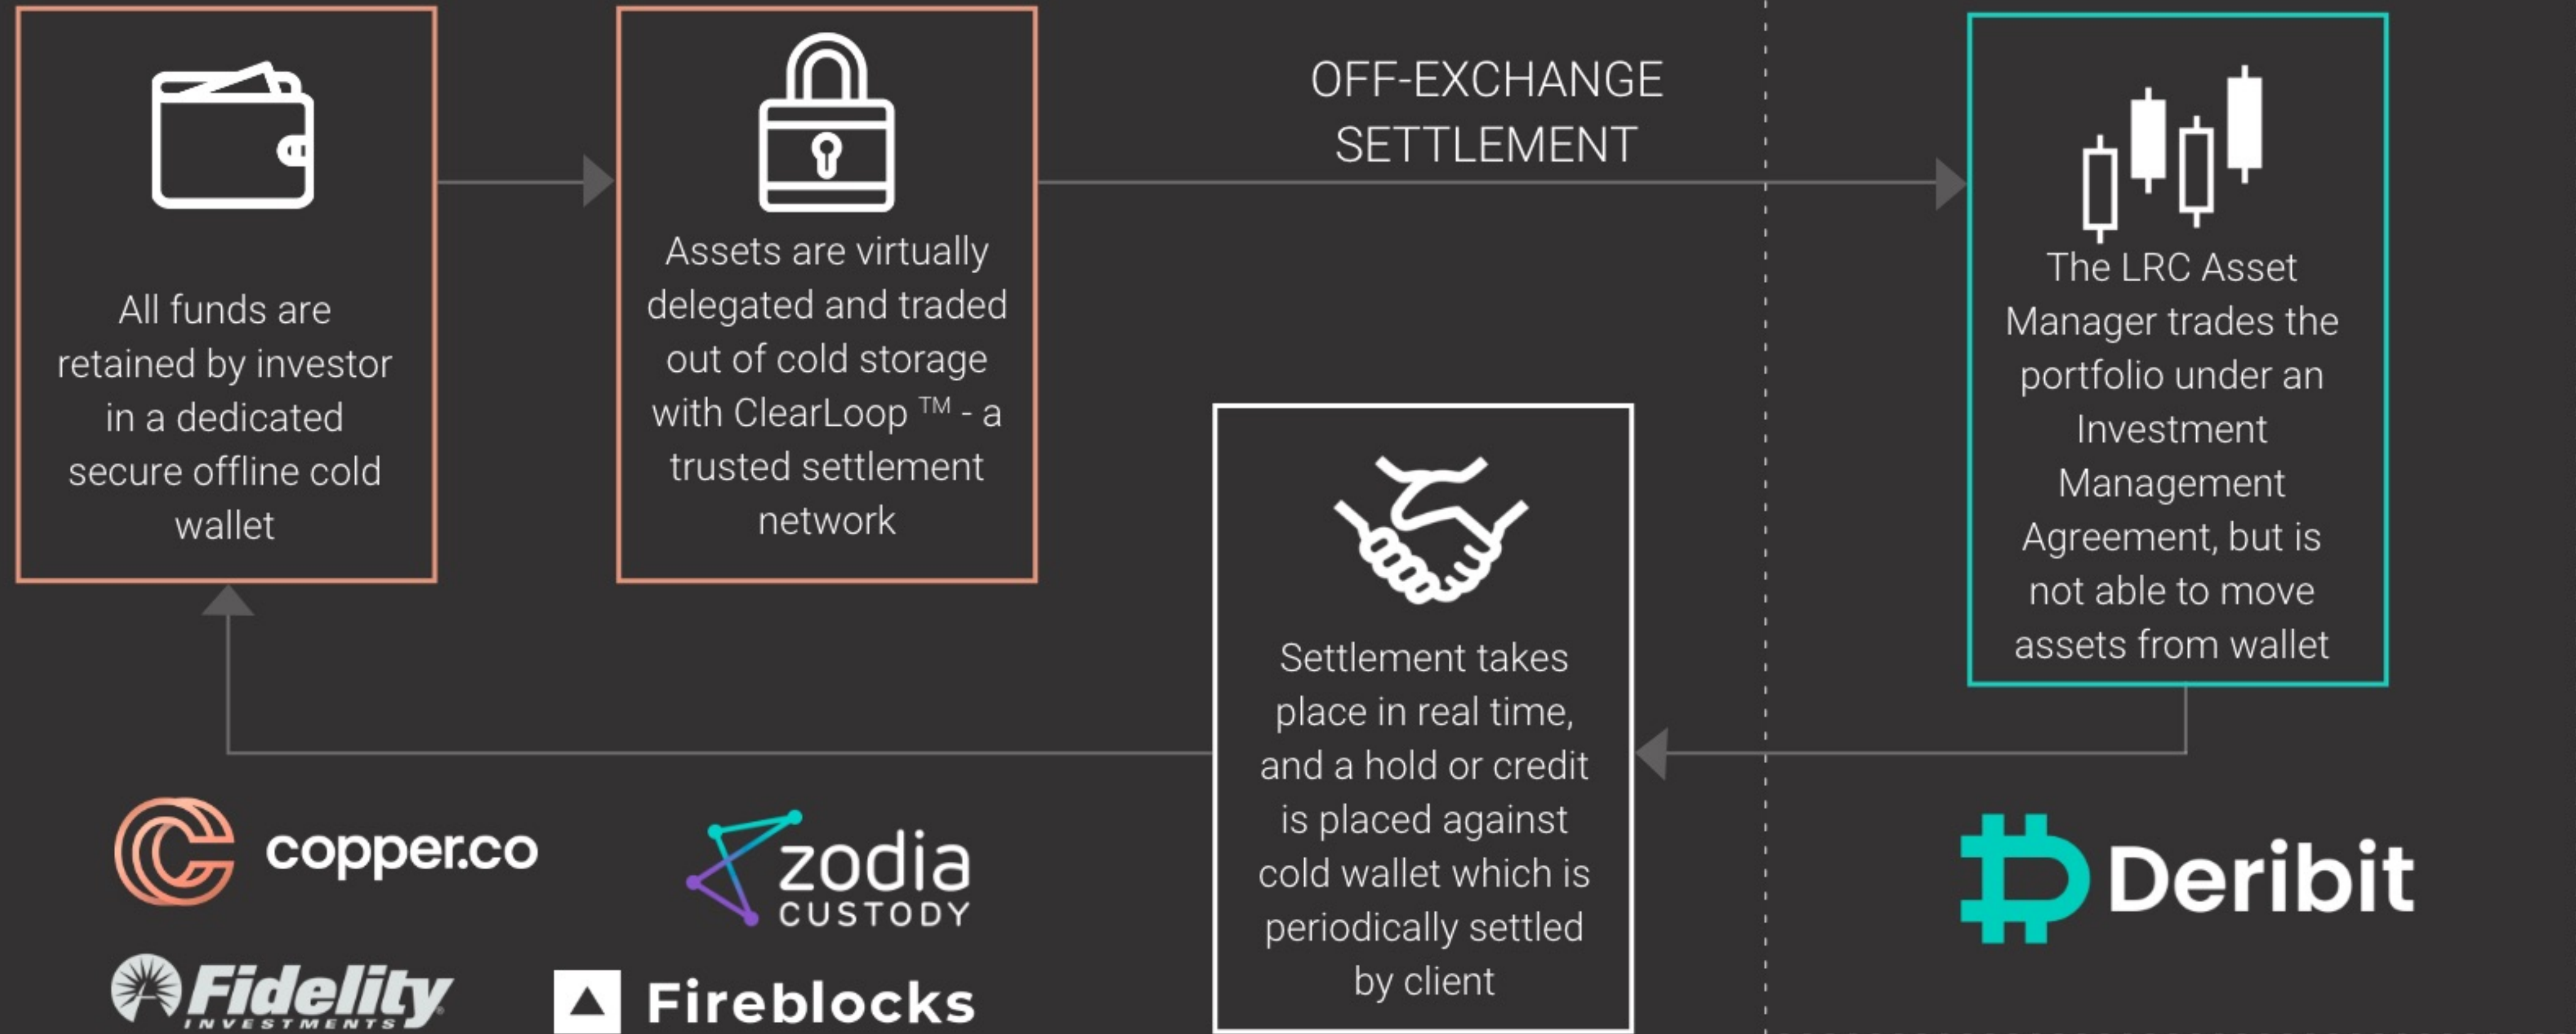 All funds are
retained by investor
in a dedicated
secure offline cold
wallet
Assets are virtually
delegated and traded
out of cold storage
with ClearLoop ™ - a
trusted settlement
network
OFF-EXCHANGE
SETTLEMENT
The LRC Asset
Manager trades the
portfolio under an
Investment
Management
Agreement, but is
not able to move
assets from wallet
Settlement takes
place in real time,
and a hold or credit
is placed against
cold wallet which is
periodically settled
by client
copper.co
zodia
CUSTODY
Fidelity
INVESTMENTS
Fireblocks
Deribit